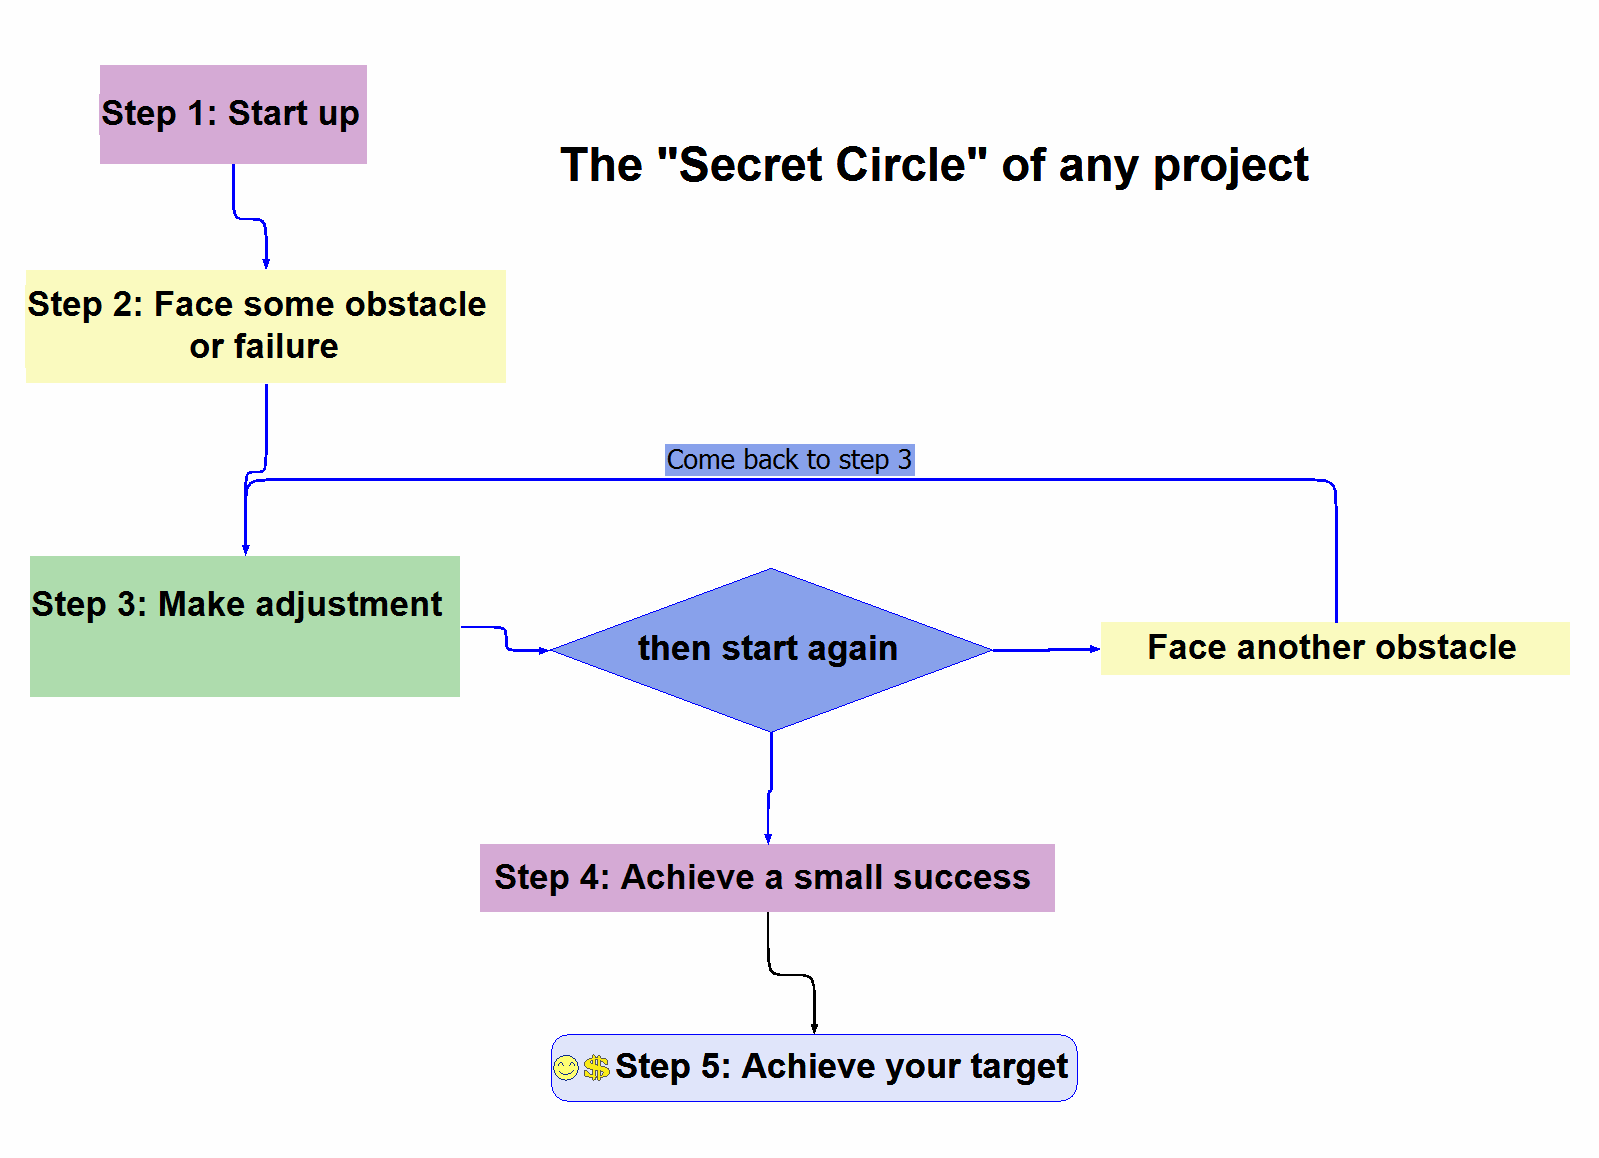 Step 1: Start up
The "Secret Circle" of any project
Step 2: Face some obstacle
or failure
Come back to step 3
Step 3: Make adjustment
then start again
Face another obstacle
Step 4: Achieve a small success
Step 5: Achieve your target